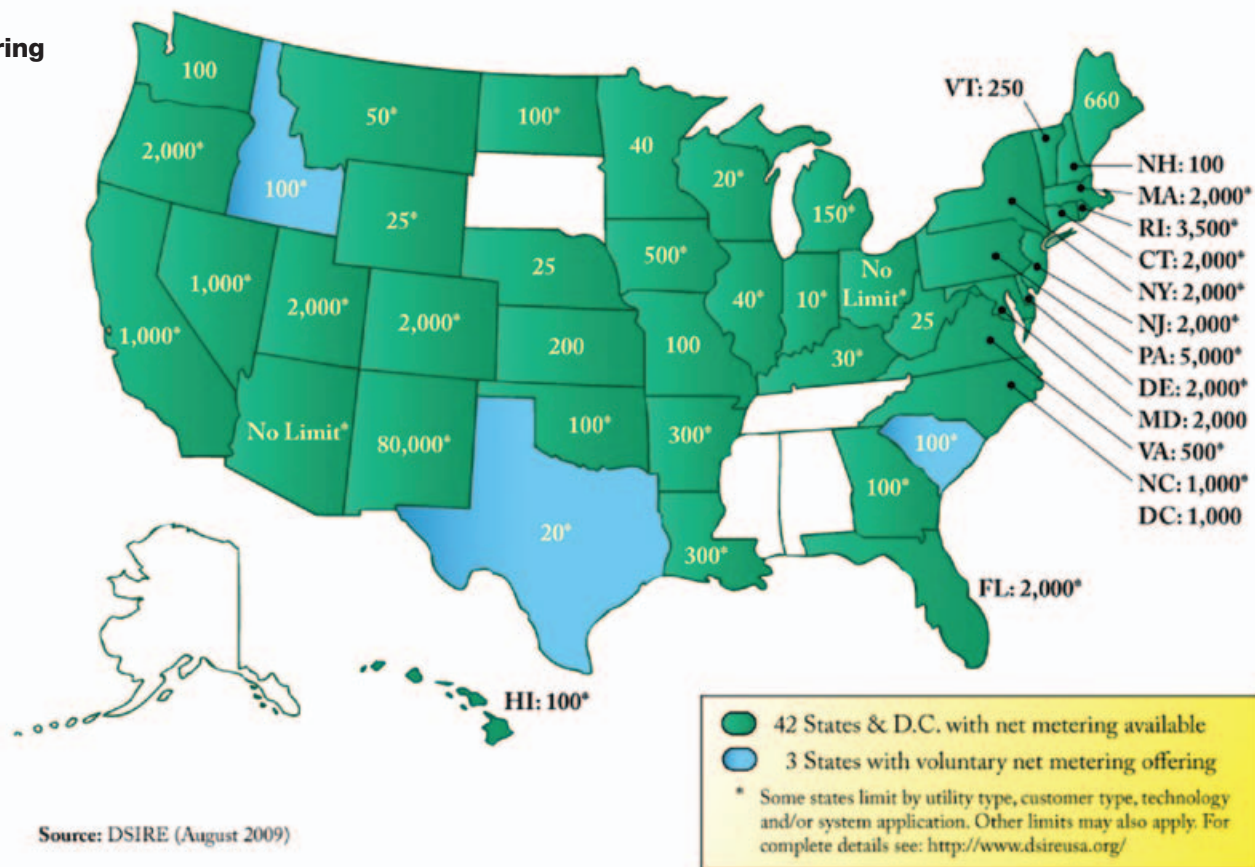 ring
100
2,000*
100*
50*
100*
40
20*
150*
660
VT: 250
25*
25
500*
1,000*
1,000*
2,000*
2,000*
200
100
40*
10*
No
Limit*
25
30*
No Limit*
80,000*
100*
300*
20*
300*
100*
100*
NH: 100
MA: 2,000*
RI: 3,500*
CT: 2,000*
NY: 2,000*
NJ: 2,000*
PA: 5,000*
DE: 2,000*
MD: 2,000
VA: 500*
NC: 1,000*
DC: 1,000
FL: 2,000*
HI: 100*
42 States & D.C. with net metering available
3 States with voluntary net metering offering
* Some states limit by utility type, customer type, technology
and/or system application. Other limits may also apply. For
complete details see: http://www.dsireusa.org/
Source: DSIRE (August 2009)